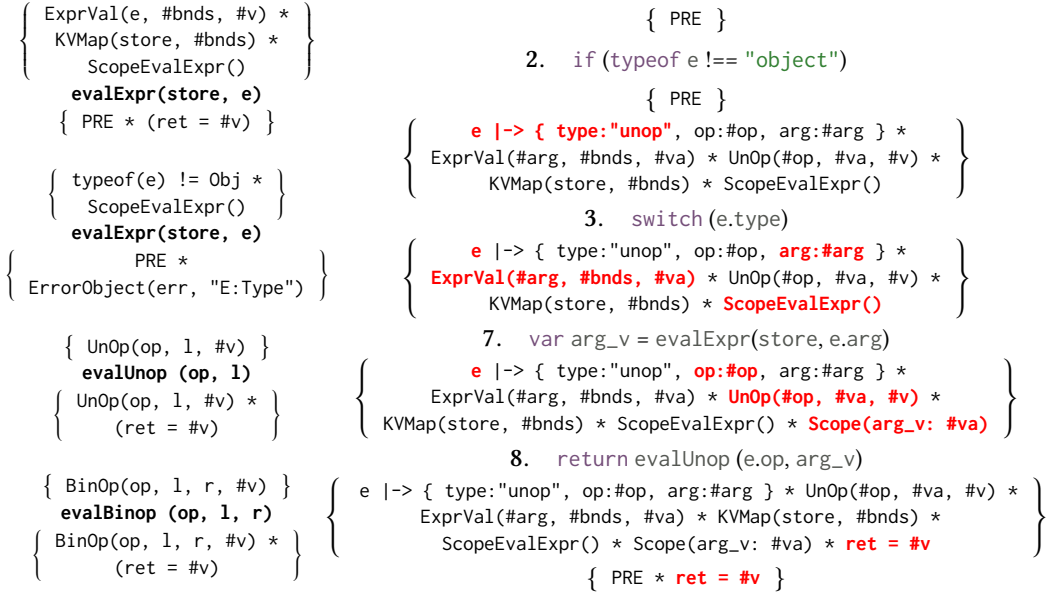 ExprVal(e, #bnds, #v) *
KVMap(store, #bnds) *
ScopeEvalExpr()
evalExpr(store, e)
{ PRE * (ret = #v) }
typeof(e) != Obj *
ScopeEvalExpr()
evalExpr(store, e)
PRE *
ErrorObject(err, "E:Type")
{ UnOp(op, l, #v) }
evalUnop (op, l)
UnOp(op, l, #v) *
(ret = #v)
{ BinOp(op, l, r, #v) }
evalBinop (op, l, r)
BinOp(op, l, r, #v) *
(ret = #v)
{ PRE }
2. if (typeof e !== "object")
{ PRE }
e |-> { type:"unop", op:#op, arg:#arg } *
ExprVal(#arg, #bnds, #va) * UnOp(#op, #va, #v) *
KVMap(store, #bnds) * ScopeEvalExpr()
3. switch (e.type)
e |-> { type:"unop", op:#op, arg:#arg } *
ExprVal(#arg, #bnds, #va) * UnOp(#op, #va, #v) *
KVMap(store, #bnds) * ScopeEvalExpr()
7. var arg_v = evalExpr(store, e.arg)
e |-> { type:"unop", op:#op, arg:#arg } *
ExprVal(#arg, #bnds, #va) * UnOp(#op, #va, #v) *
KVMap(store, #bnds) * ScopeEvalExpr() * Scope(arg_v: #va)
8. return evalUnop (e.op, arg_v)
e |-> { type:"unop", op:#op, arg:#arg } * UnOp(#op, #va, #v) *
ExprVal(#arg, #bnds, #va) * KVMap(store, #bnds) *
ScopeEvalExpr() * Scope(arg_v: #va) * ret = #v
{ PRE * ret = #v }